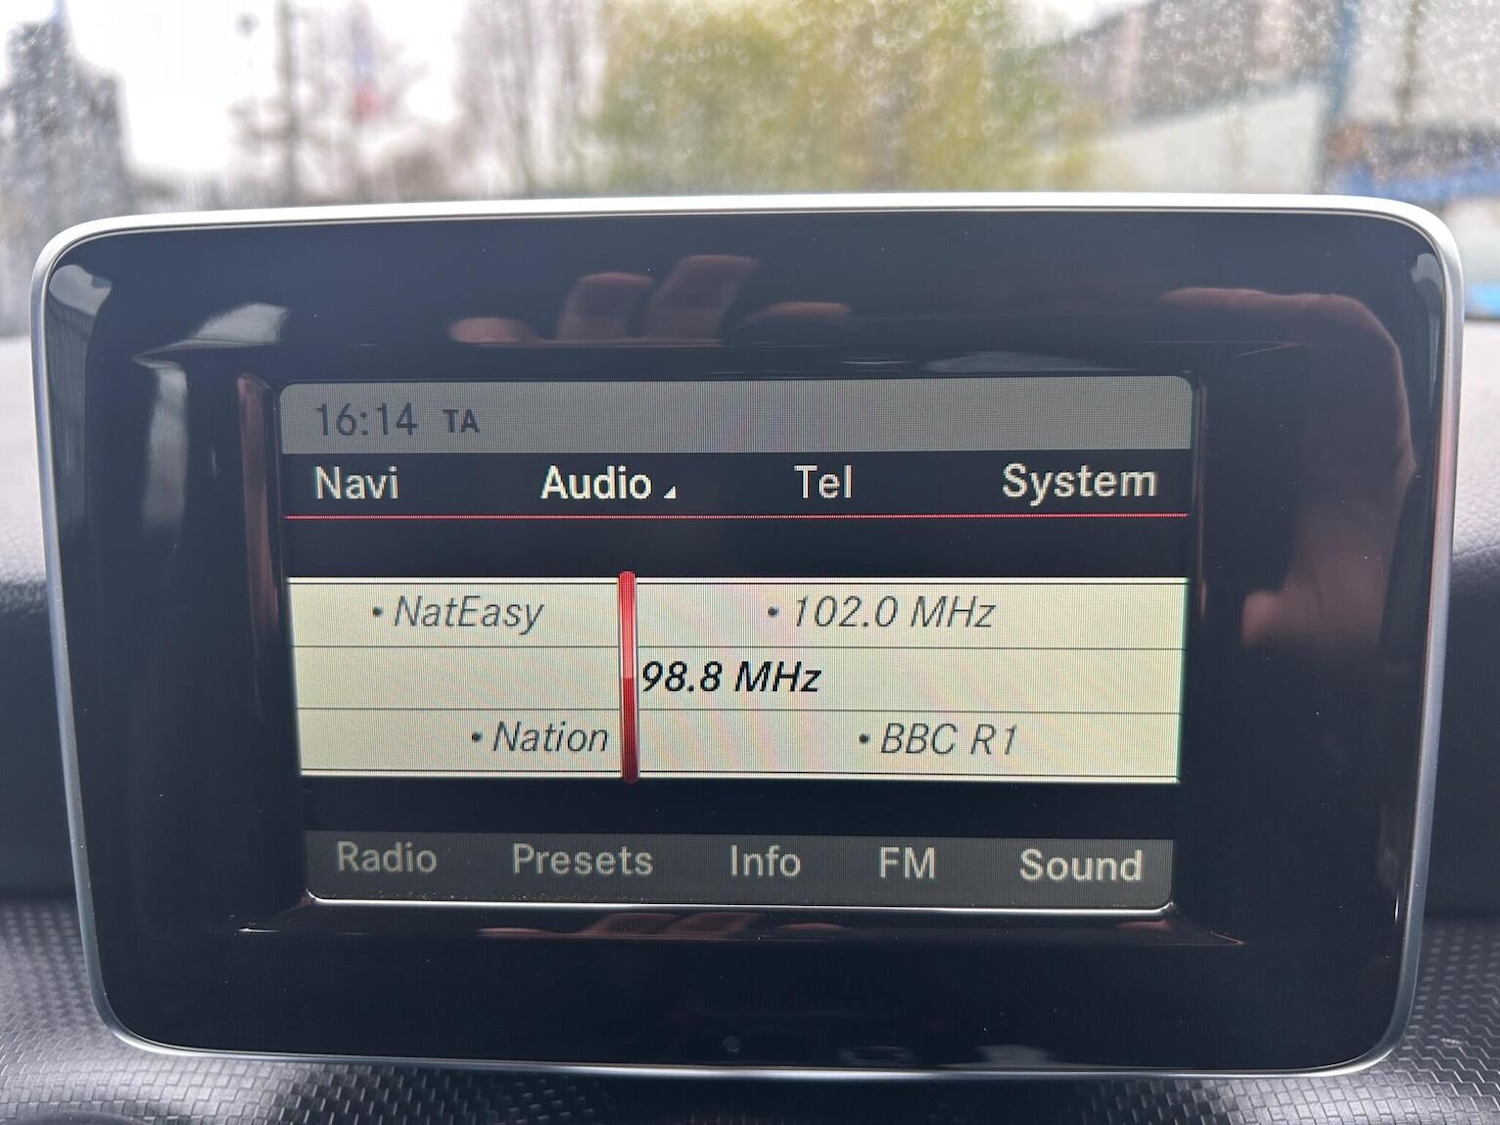 16:14 TA
Navi Audio Tel System
• NatEasy • 102.0 MHz
98.8 MHz
• Nation • BBC R1
Radio Presets Info FM Sound